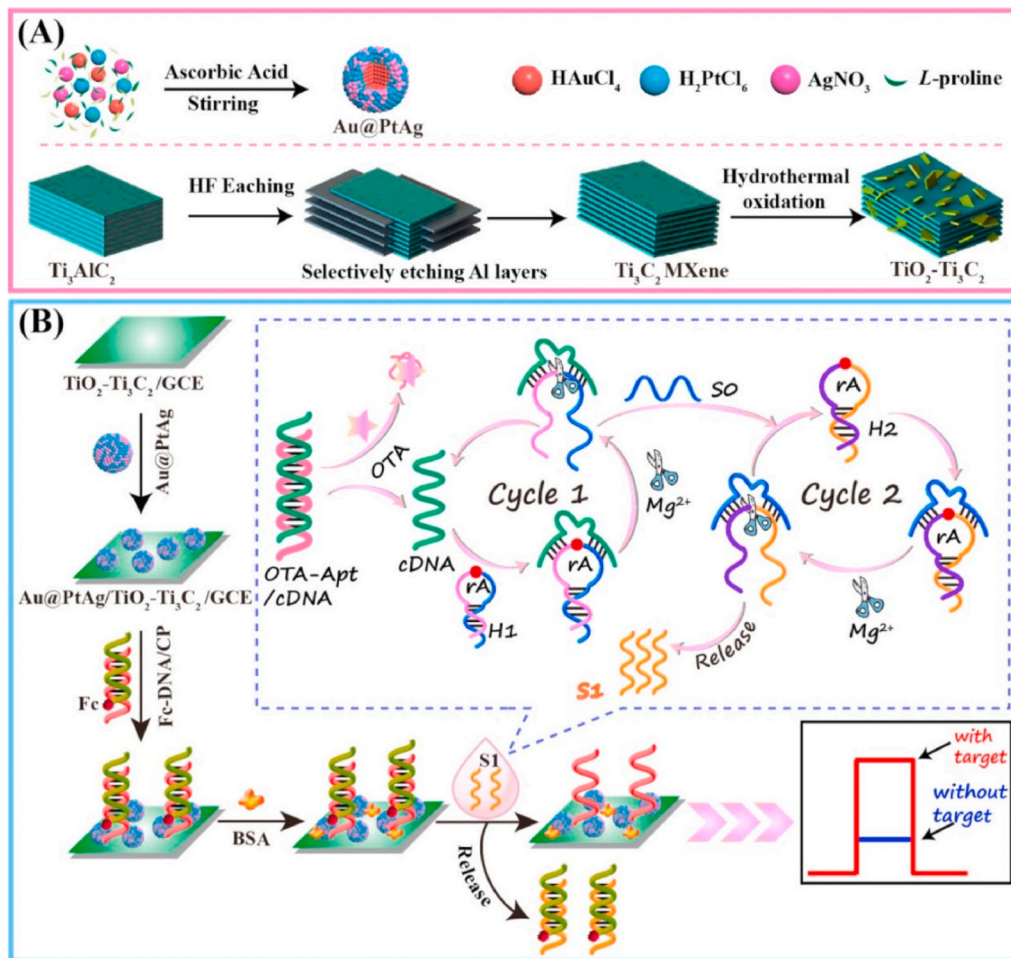 (A)
Ascorbic Acid
Stirring
Au@PtAg
HAuCl₄
H₂PtCl₆
AgNO₃
L-proline
HF Eaching
Hydrothermal
oxidation
Ti₃AlC₂
Selectively etching Al layers
Ti₃C₂ MXene
TiO₂-Ti₃C₂
(B)
TiO₂-Ti₃C₂/GCE
Au@PtAg
Au@PtAg/TiO₂-Ti₃C₂/GCE
Fc
Fc-DNA/CP
BSA
S1
Release
OTA-Apt
/cDNA
OTA
cDNA
Cycle 1
rA
H1
rA
Mg²⁺
SO
rA
H2
Cycle 2
rA
Mg²⁺
Release
S1
with
target
without
target